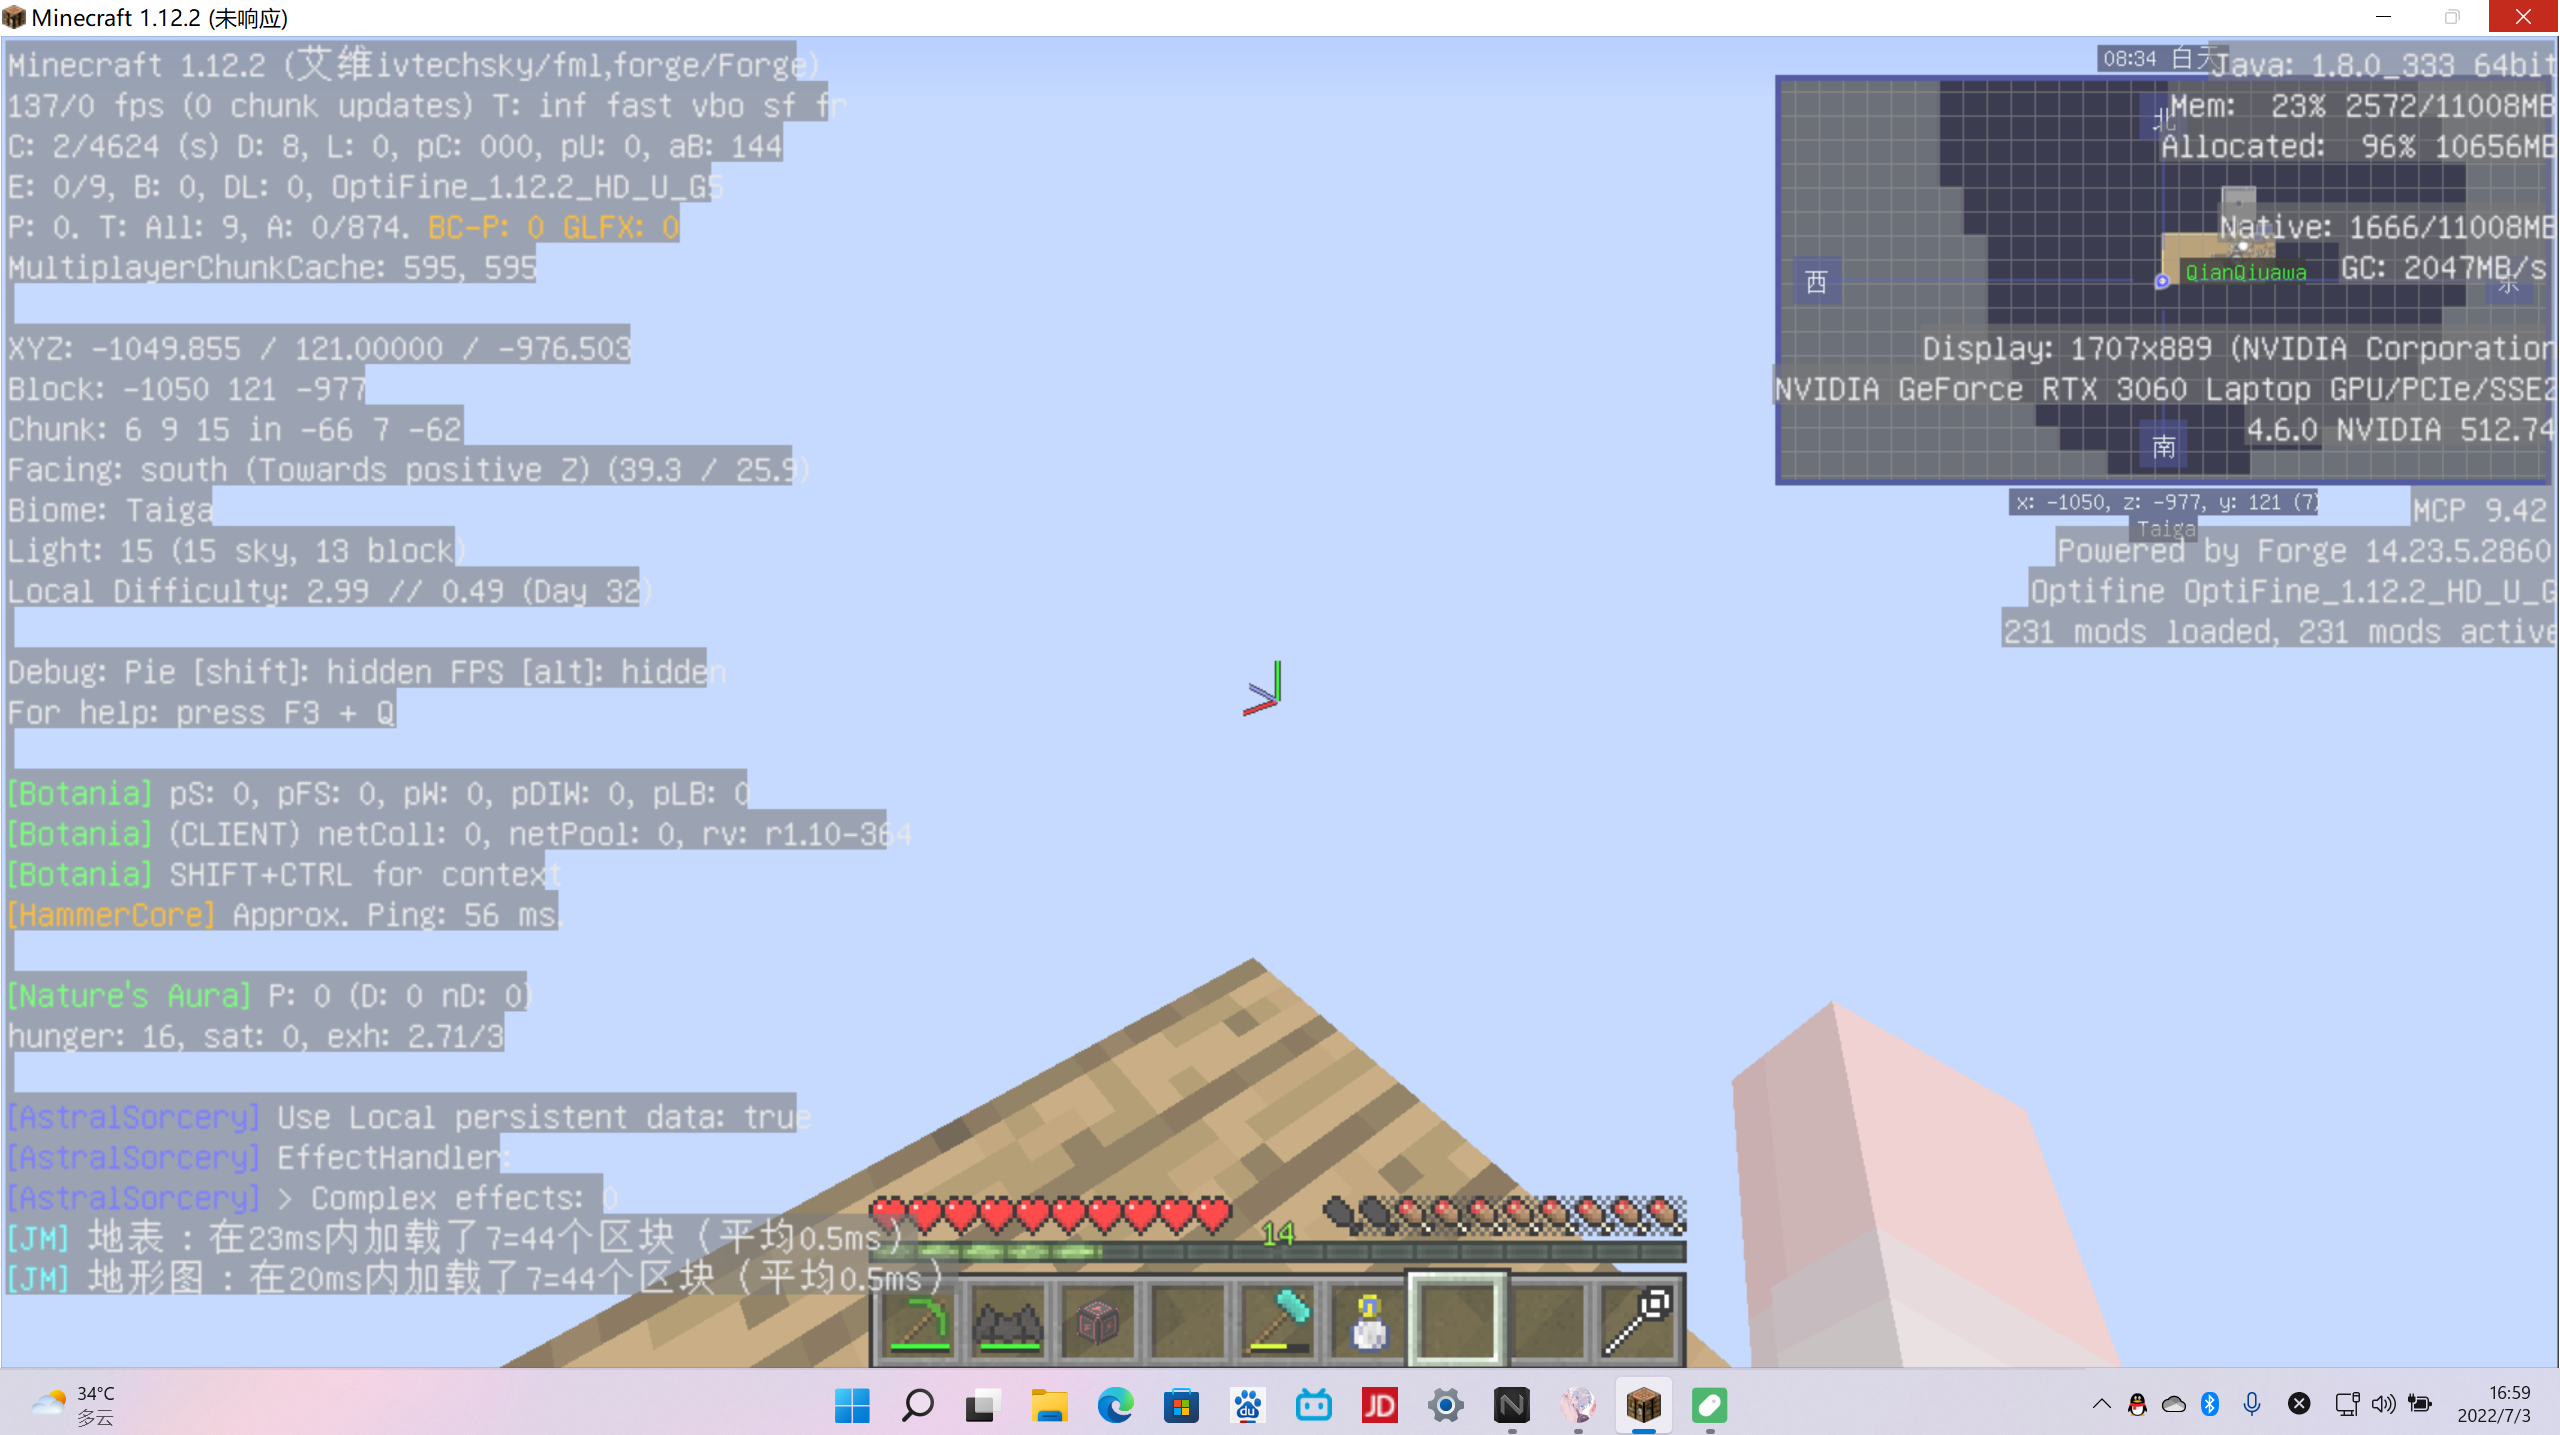 Minecraft 1.12.2 (未响应)
Minecraft 1.12.2 (艾维ivtechsky/fml,forge/Forge)
137/0 fps (0 chunk updates) T: inf fast vbo sf fr
C: 2/4624 (s) D: 8, L: 0, pC: 000, pU: 0, aB: 144
E: 0/9, B: 0, DL: 0, OptiFine_1.12.2_HD_U_G5
P: 0. T: All: 9, A: 0/874. BC-P: 0 GLFX: 0
MultiplayerChunkCache: 595, 595
XYZ: -1049.855 / 121.00000 / -976.503
Block: -1050 121 -977
Chunk: 6 9 15 in -66 7 -62
Facing: south (Towards positive Z) (39.3 / 25.9)
Biome: Taiga
Light: 15 (15 sky, 13 block)
Local Difficulty: 2.99 // 0.49 (Day 32)
Debug: Pie [shift]: hidden FPS [alt]: hidden
For help: press F3 + Q
[Botania] pS: 0, pFS: 0, pW: 0, pDIW: 0, pLB: 0
[Botania] (CLIENT) netColl: 0, netPool: 0, rv: r1.10-364
[Botania] SHIFT+CTRL for context
[HammerCore] Approx. Ping: 56 ms.
[Nature's Aura] P: 0 (D: 0 nD: 0)
hunger: 16, sat: 0, exh: 2.71/3
[AstralSorcery] Use Local persistent data: true
[AstralSorcery] EffectHandler:
[AstralSorcery] > Complex effects: 0
[JM] 地表：在23ms内加载了7=44个区块（平均0.5ms）
[JM] 地形图：在20ms内加载了7=44个区块（平均0.5ms）
08:34 白天
Java: 1.8.0_333 64bit
Mem: 23% 2572/11008MB
北
Allocated: 96% 10656MB
Native: 1666/11008MB
QianQiuawa
GC: 2047MB/s
西
东
Display: 1707x889 (NVIDIA Corporation
NVIDIA GeForce RTX 3060 Laptop GPU/PCIe/SSE2
4.6.0 NVIDIA 512.74
南
x: -1050, z: -977, y: 121 (7)
Taiga
MCP 9.42
Powered by Forge 14.23.5.2860
Optifine OptiFine_1.12.2_HD_U_G
231 mods loaded, 231 mods active
14
34°C
多云
du
JD
N
16:59
2022/7/3